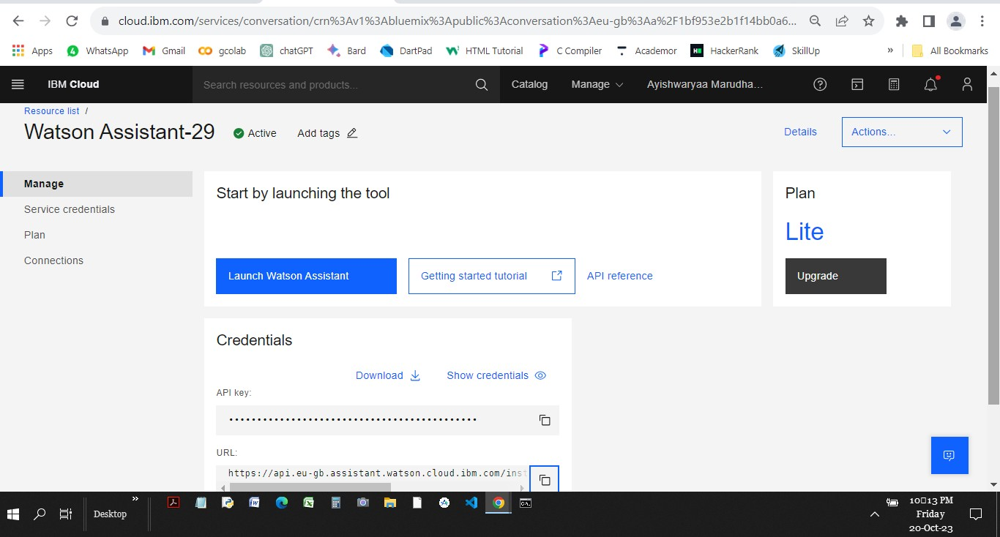 cloud.ibm.com/services/conversation/crn%3Av1%3Abluemix%3Apublic%3Aconversation%3Aeu-gb%3Aa%2F1bf953e2b1f14bb0a6...
Apps WhatsApp Gmail gcolab chatGPT Bard DartPad HTML Tutorial C Compiler Academor HackerRank SkillUp » All Bookmarks
IBM Cloud Search resources and products... Catalog Manage Ayishwaryaa Marudha...
Resource list /
Watson Assistant-29 Active Add tags Details Actions...
Manage
Service credentials
Plan
Connections
Start by launching the tool
Launch Watson Assistant Getting started tutorial API reference
Plan
Lite
Upgrade
Credentials
Download Show credentials
API key:
••••••••••••••••••••••••••••••••••••••••••••
URL:
https://api.eu-gb.assistant.watson.cloud.ibm.com/inst
Desktop »
10▯13 PM
Friday
20-Oct-23